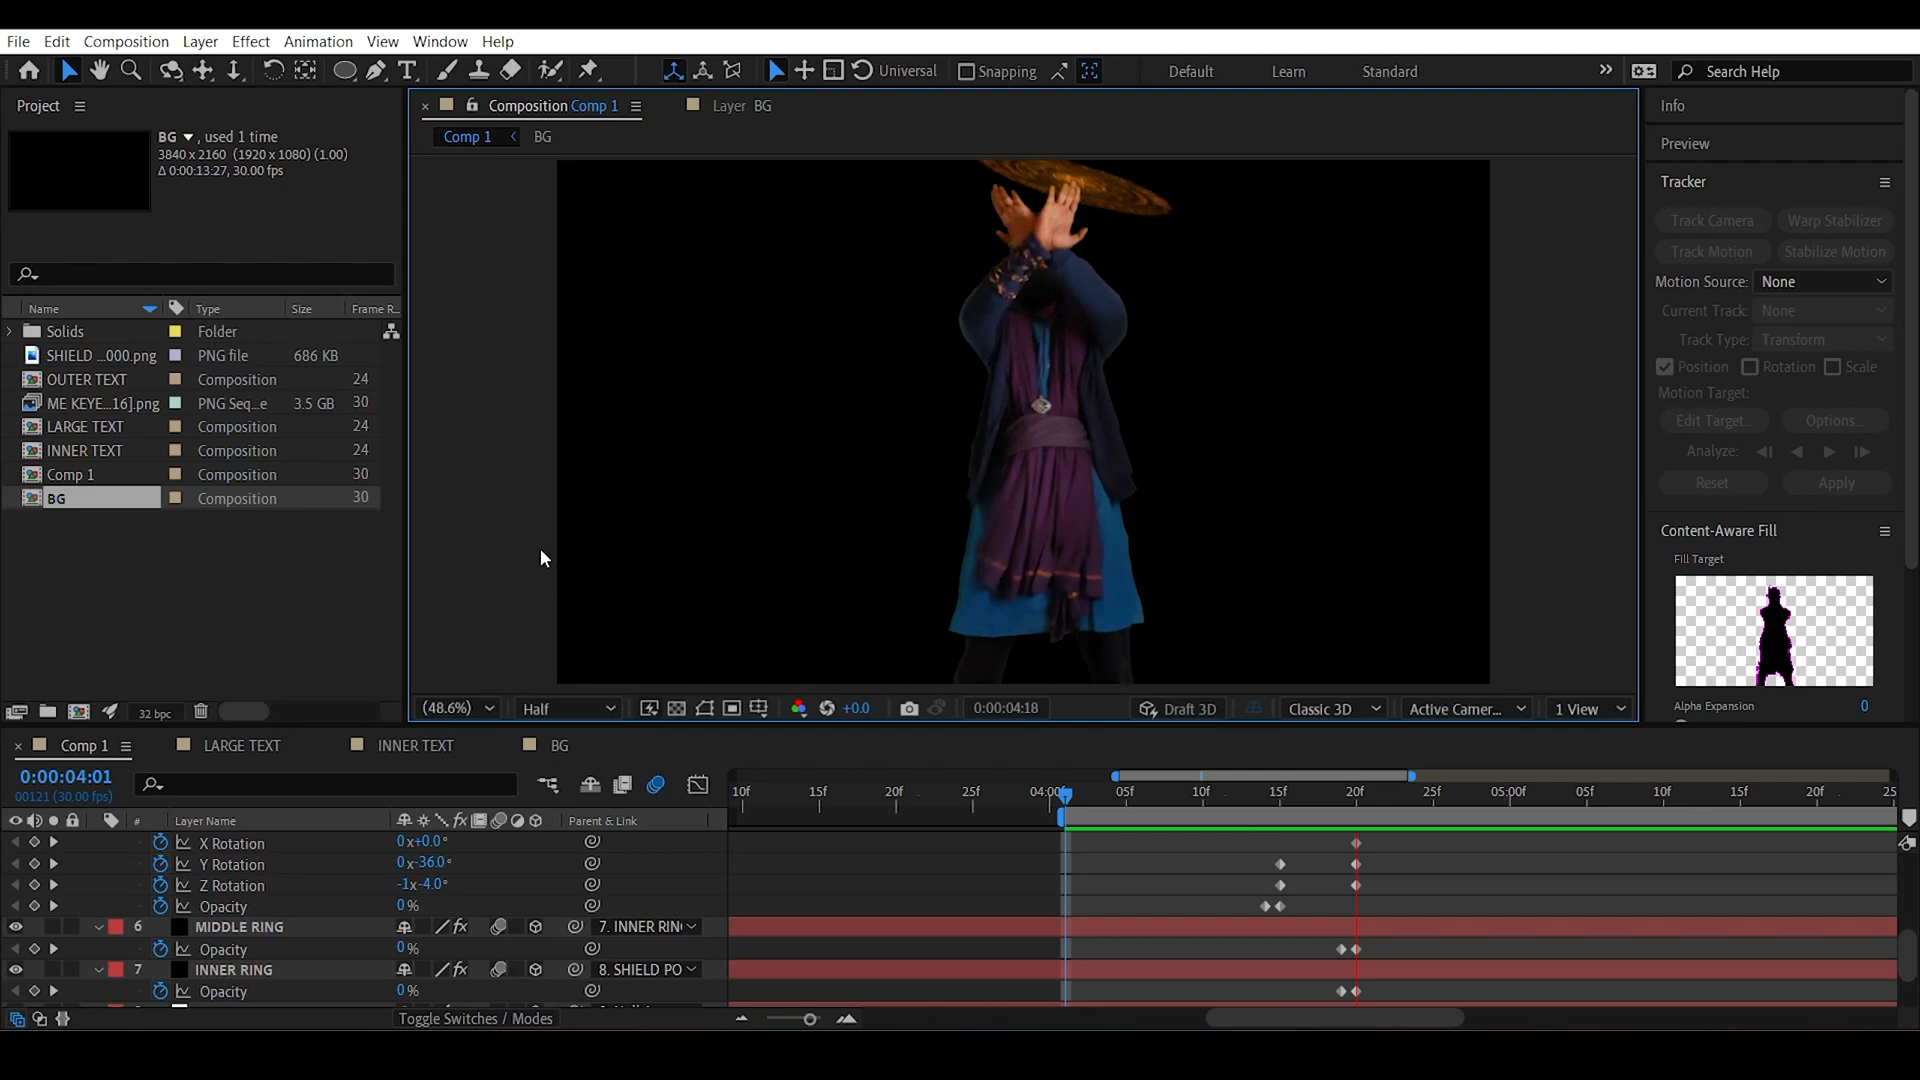 File Edit Composition Layer Effect Animation View Window Help
Universal Snapping Default Learn Standard Search Help
Project
BG , used 1 time
3840 x 2160 (1920 x 1080) (1.00)
Δ 0:00:13:27, 30.00 fps
Name Type Size Frame R...
Solids Folder
SHIELD ...000.png PNG file 686 KB
OUTER TEXT Composition 24
ME KEYE...16].png PNG Seq...e 3.5 GB 30
LARGE TEXT Composition 24
INNER TEXT Composition 24
Comp 1 Composition 30
BG Composition 30
32 bpc
Composition Comp 1 Layer BG
Comp 1 BG
(48.6%) Half +0.0 0:00:04:18 Draft 3D Classic 3D Active Camer... 1 View
Info
Preview
Tracker
Track Camera Warp Stabilizer
Track Motion Stabilize Motion
Motion Source: None
Current Track: None
Track Type: Transform
Position Rotation Scale
Motion Target:
Edit Target... Options...
Analyze:
Reset Apply
Content-Aware Fill
Fill Target
Alpha Expansion 0
Comp 1 LARGE TEXT INNER TEXT BG
0:00:04:01
00121 (30.00 fps)
10f 15f 20f 25f 04:00f 05f 10f 15f 20f 25f 05:00f 05f 10f 15f 20f 25
# Layer Name fx Parent & Link
X Rotation 0x+0.0°
Y Rotation 0x-36.0°
Z Rotation -1x-4.0°
Opacity 0%
6 MIDDLE RING fx 7. INNER RIN
Opacity 0%
7 INNER RING fx 8. SHIELD PO
Opacity 0%
Toggle Switches / Modes